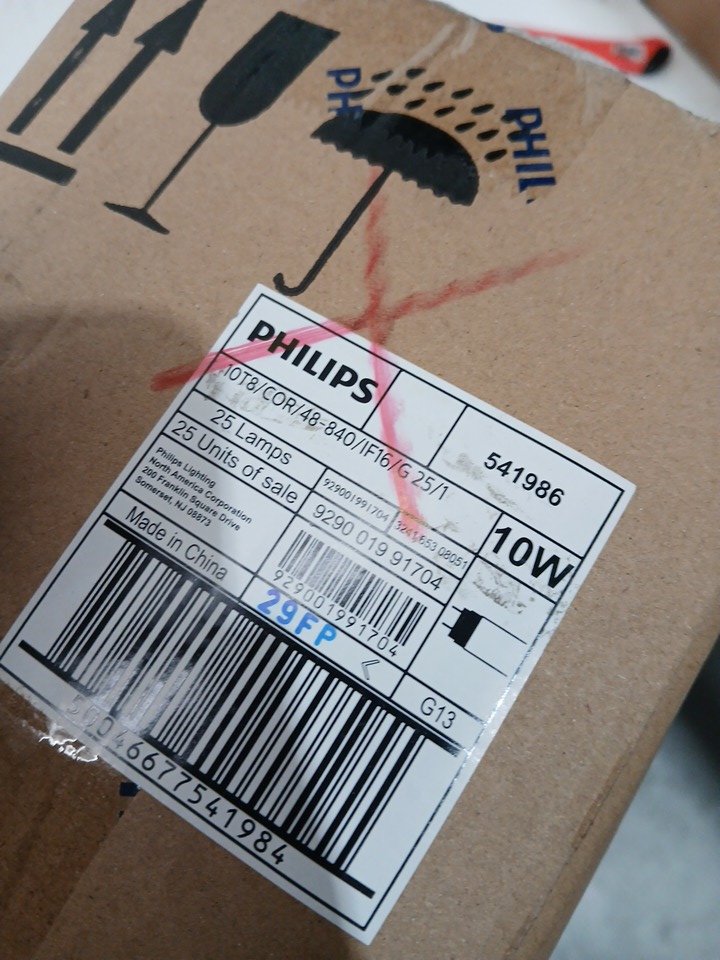 PH
PHIL
PHILIPS
10T8/COR/48-840/IF16/G 25/1
541986
25 Lamps
25 Units of sale
10W
Philips Lighting
North America Corporation
200 Franklin Square Drive
Somerset, NJ 08873
929001991704
9290 019 91704
Made in China
929001991704
29FP
G13
046677541984